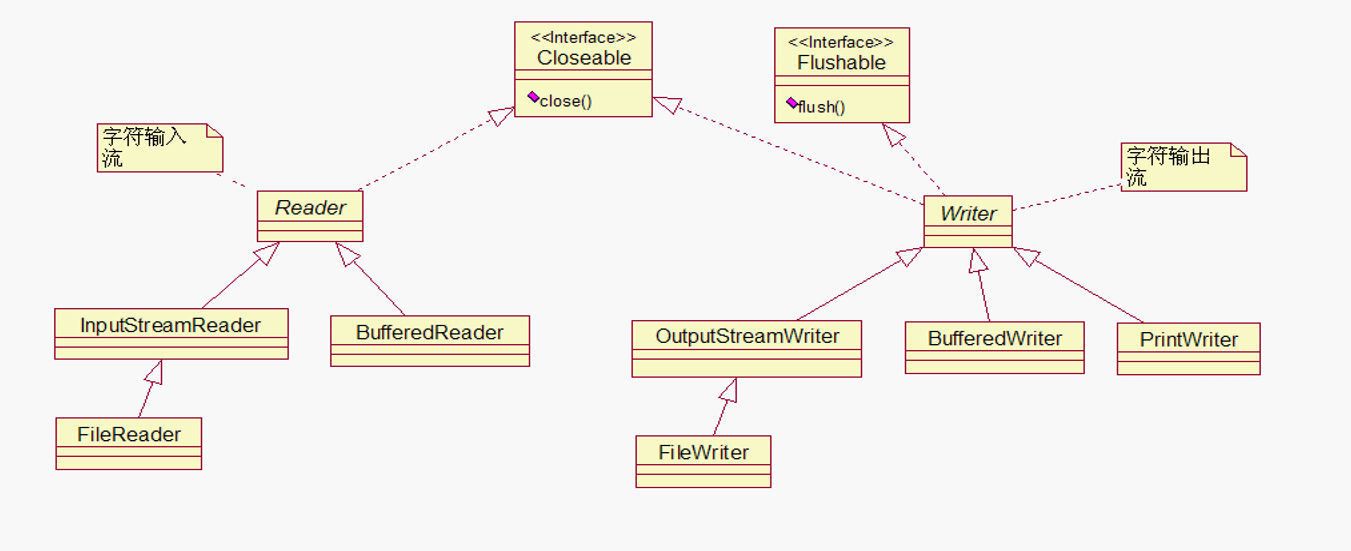 <<Interface>>
Closeable
close()
<<Interface>>
Flushable
flush()
字符输入
流
字符输出
流
Reader
Writer
InputStreamReader
BufferedReader
OutputStreamWriter
BufferedWriter
PrintWriter
FileReader
FileWriter